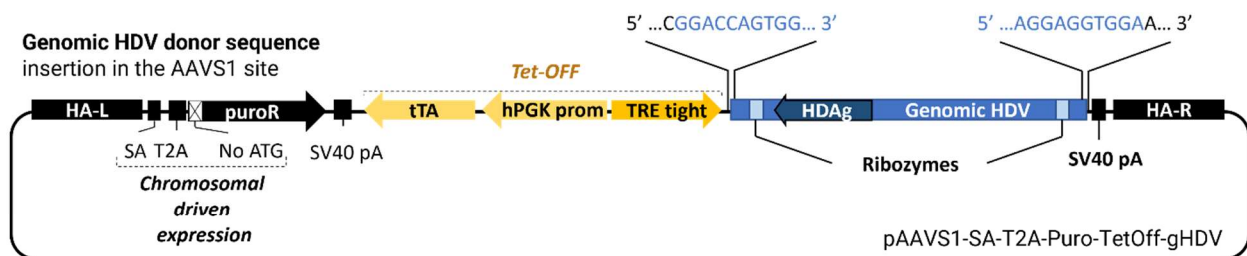 5’ ...CGGACCAGTGG... 3’
5’ ...AGGAGGTGGAA... 3’
Genomic HDV donor sequence
insertion in the AAVS1 site
Tet-OFF
HA-L
puroR
tTA
hPGK prom
TRE tight
HDAg
Genomic HDV
HA-R
SA T2A
No ATG
SV40 pA
Ribozymes
SV40 pA
Chromosomal
driven
expression
pAAVS1-SA-T2A-Puro-TetOff-gHDV